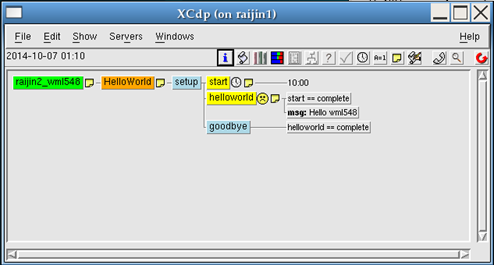 XCdp (on raijin1)
File Edit Show Servers Windows Help
2014-10-07 01:10
A=1
raijin2_wml548 HelloWorld setup start 10:00
helloworld start == complete
msg: Hello wml548
goodbye helloworld == complete